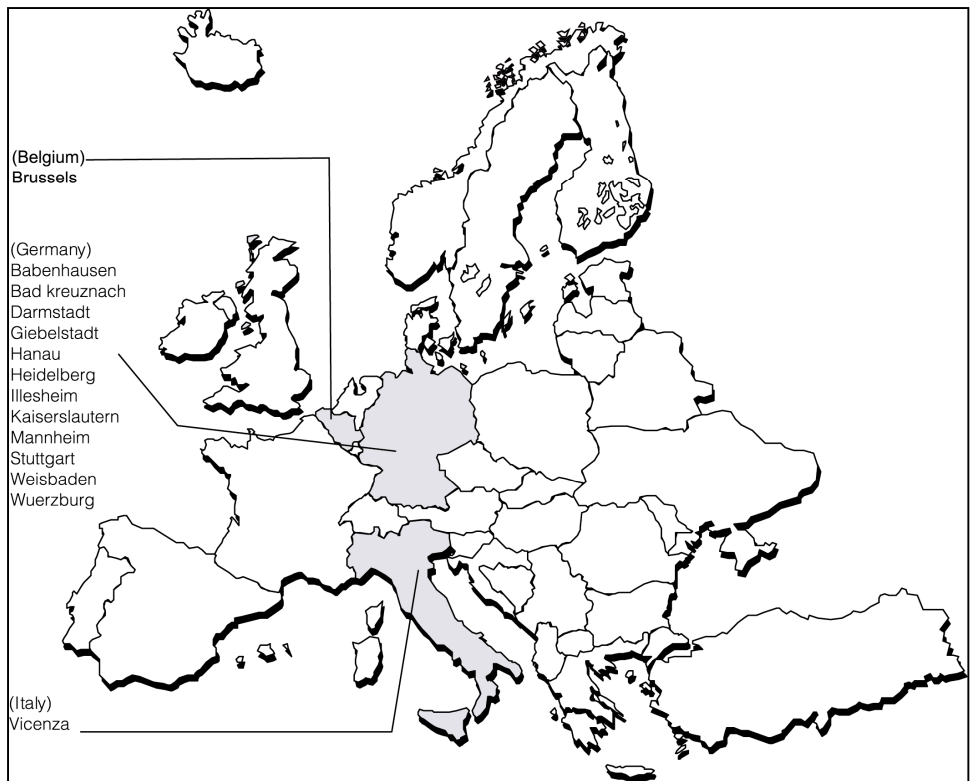 (Belgium)
Brussels
(Germany)
Babenhausen
Bad kreuznach
Darmstadt
Giebelstadt
Hanau
Heidelberg
Illesheim
Kaiserslautern
Mannheim
Stuttgart
Weisbaden
Wuerzburg
(Italy)
Vicenza